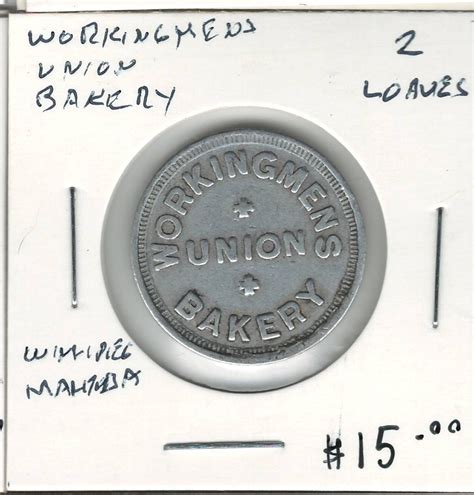 WORKINGMENS
UNION
BAKERY
2
LOAVES
WORKINGMENS
UNION
BAKERY
WINNIPEG
MANITOBA
$15.00